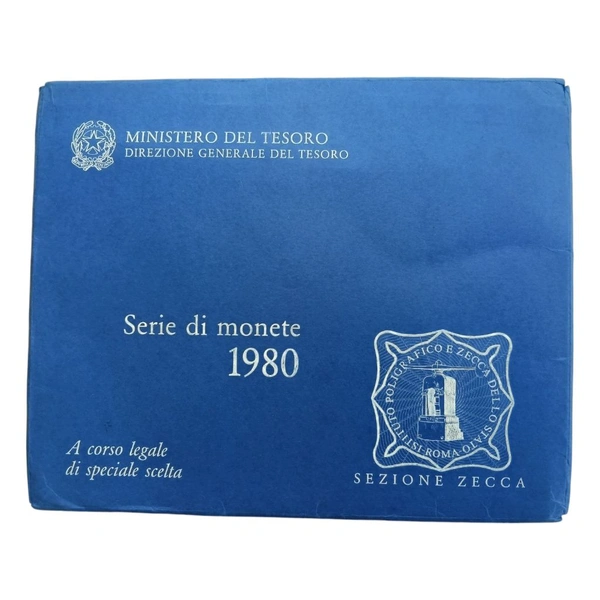 MINISTERO DEL TESORO
DIREZIONE GENERALE DEL TESORO
Serie di monete
1980
A corso legale
di speciale scelta
ISTITUTO POLIGRAFICO E ZECCA DELLO STATO
·ROMA·
SEZIONE ZECCA